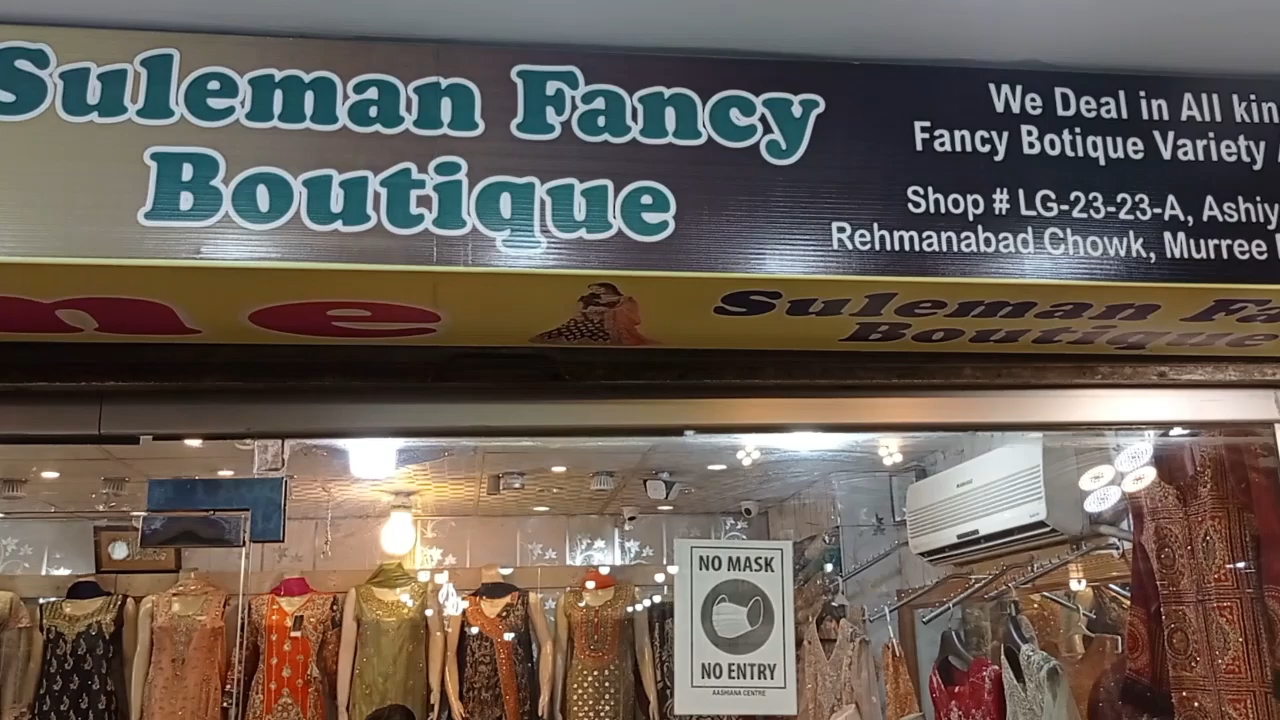 Suleman Fancy
Boutique
We Deal in All kin
Fancy Botique Variety
Shop # LG-23-23-A, Ashiy
Rehmanabad Chowk, Murree
ne
Suleman Fa
Boutique
NO MASK
NO ENTRY
AASHIANA CENTRE